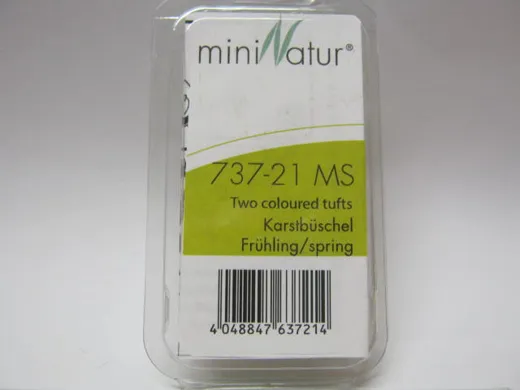 miniNatur®
737-21 MS
Two coloured tufts
Karstbüschel
Frühling/spring
4 048847 637214